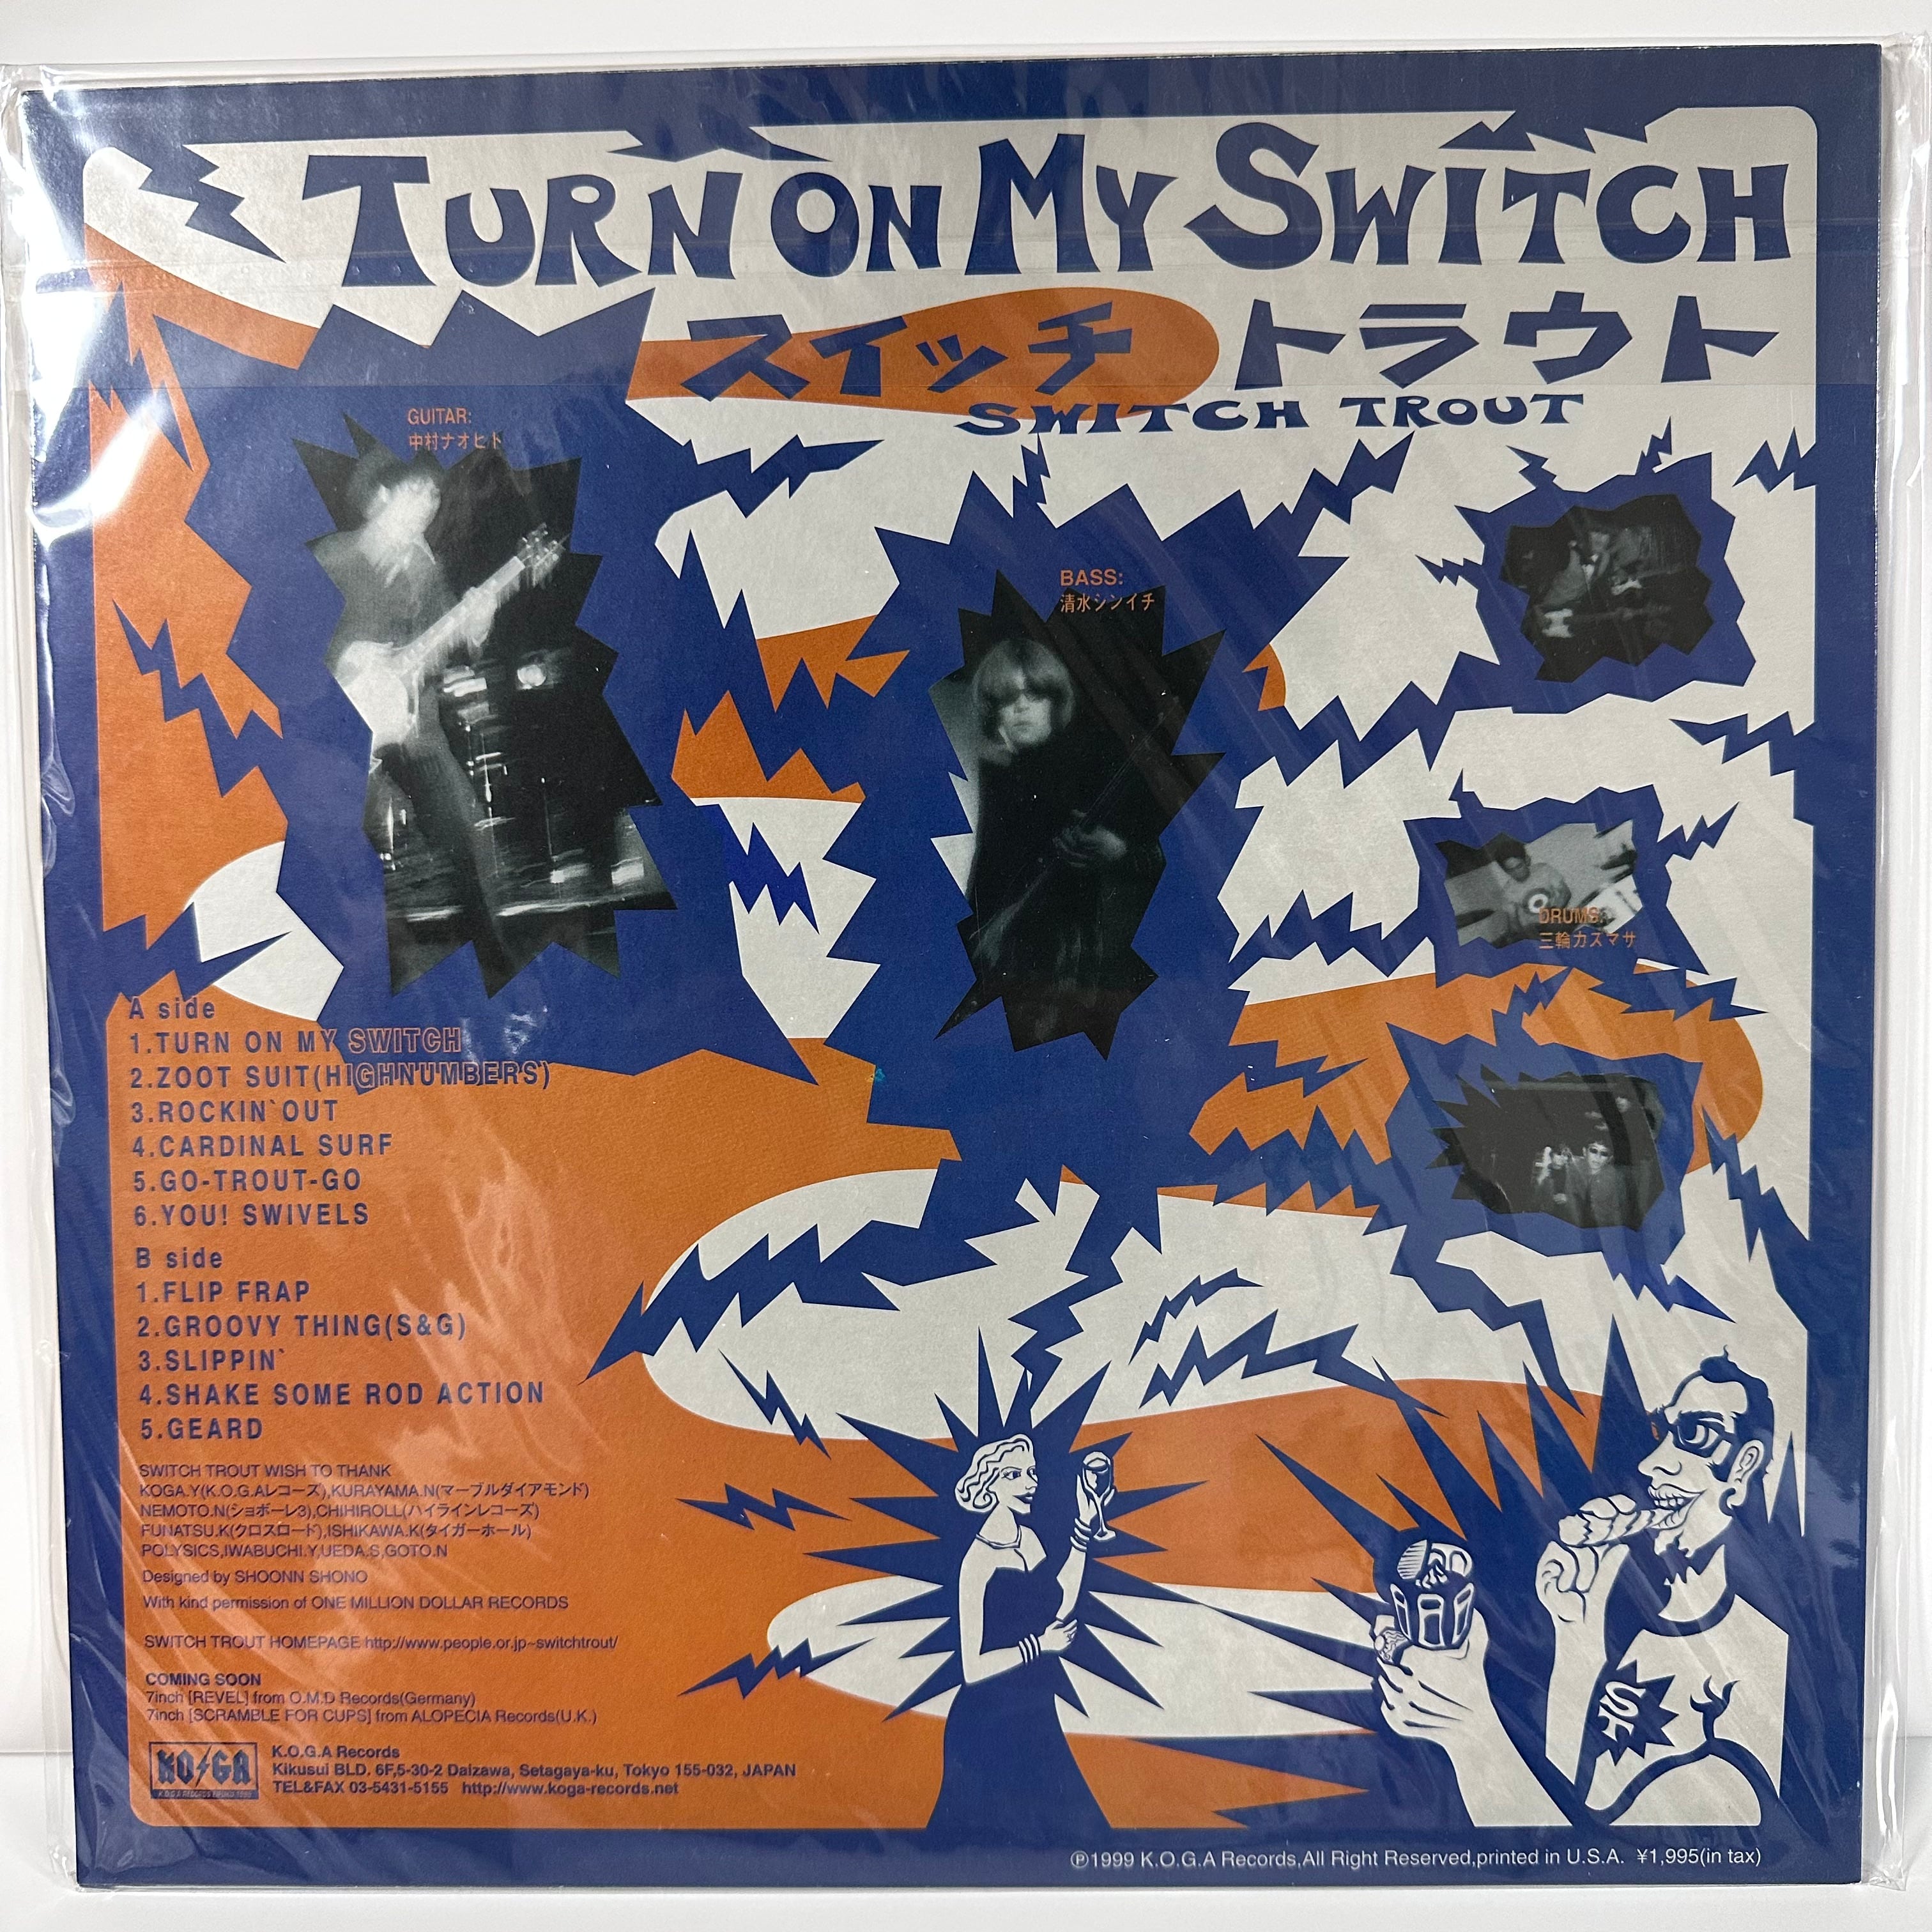 TURN ON MY SWITCH
スイッチ トラウト
SWITCH TROUT
GUITAR:
中村ナオヒト
BASS:
清水シンイチ
DRUMS:
三輪カズマサ
A side
1.TURN ON MY SWITCH
2.ZOOT SUIT(HIGHNUMBERS)
3.ROCKIN`OUT
4.CARDINAL SURF
5.GO-TROUT-GO
6.YOU! SWIVELS
B side
1.FLIP FRAP
2.GROOVY THING(S&G)
3.SLIPPIN`
4.SHAKE SOME ROD ACTION
5.GEARD
SWITCH TROUT WISH TO THANK
KOGA.Y(K.O.G.Aレコーズ),KURAYAMA.N(マーブルダイアモンド)
NEMOTO.N(ショボーレ3),CHIHIROLL(ハイラインレコーズ)
FUNATSU.K(クロスロード),ISHIKAWA.K(タイガーホール)
POLYSICS,IWABUCHI.Y,UEDA.S,GOTO.N
Designed by SHOONN SHONO
With kind permission of ONE MILLION DOLLAR RECORDS
SWITCH TROUT HOMEPAGE http://www.people.or.jp~switchtrout/
COMING SOON
7inch [REVEL] from O.M.D Records(Germany)
7inch [SCRAMBLE FOR CUPS] from ALOPECIA Records(U.K.)
KO GA
K.O.G.A Records
Kikusui BLD. 6F,5-30-2 Daizawa, Setagaya-ku, Tokyo 155-032, JAPAN
TEL&FAX 03-5431-5155 http://www.koga-records.net
ST
℗1999 K.O.G.A Records,All Right Reserved,printed in U.S.A. ¥1,995(in tax)